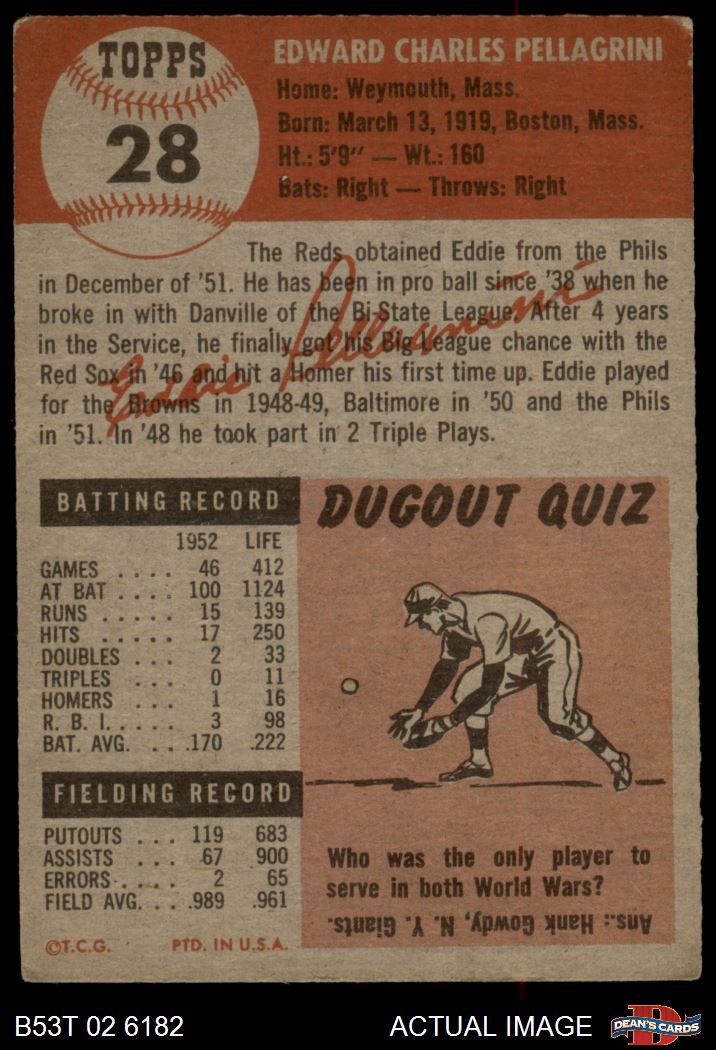 TOPPS
28
EDWARD CHARLES PELLAGRINI
Home: Weymouth, Mass.
Born: March 13, 1919, Boston, Mass.
Ht.: 5'9" — Wt.: 160
Bats: Right — Throws: Right
The Reds obtained Eddie from the Phils
in December of '51. He has been in pro ball since '38 when he
broke in with Danville of the Bi-State League. After 4 years
in the Service, he finally got his Big League chance with the
Red Sox in '46 and hit a Homer his first time up. Eddie played
for the Browns in 1948-49, Baltimore in '50 and the Phils
in '51. In '48 he took part in 2 Triple Plays.
Eddie Pellagrini
BATTING RECORD
1952 LIFE
GAMES .... 46 412
AT BAT .... 100 1124
RUNS ..... 15 139
HITS ..... 17 250
DOUBLES ... 2 33
TRIPLES ... 0 11
HOMERS ... 1 16
R. B. I. .... 3 98
BAT. AVG. ... .170 .222
FIELDING RECORD
PUTOUTS ... 119 683
ASSISTS ... 67 900
ERRORS .... 2 65
FIELD AVG. .. .989 .961
©T.C.G. PTD. IN U.S.A.
DUGOUT QUIZ
Who was the only player to
serve in both World Wars?
Ans.: Hank Gowdy, N. Y. Giants.
B53T 02 6182 ACTUAL IMAGE
DEAN'S CARDS